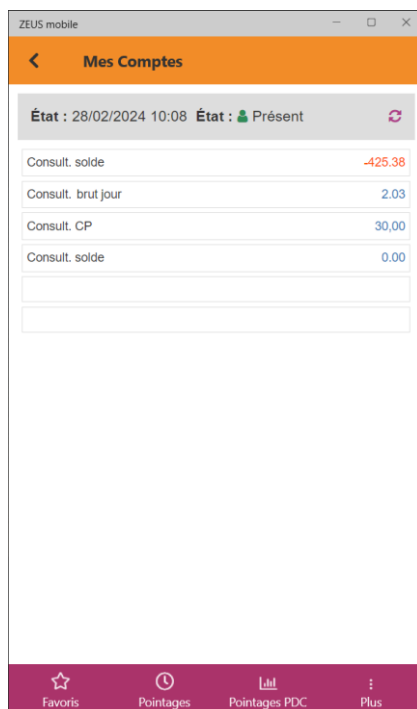 ZEUS mobile
Mes Comptes
État : 28/02/2024 10:08 État : Présent
Consult. solde -425.38
Consult. brut jour 2.03
Consult. CP 30,00
Consult. solde 0.00
Favoris Pointages Pointages PDC Plus